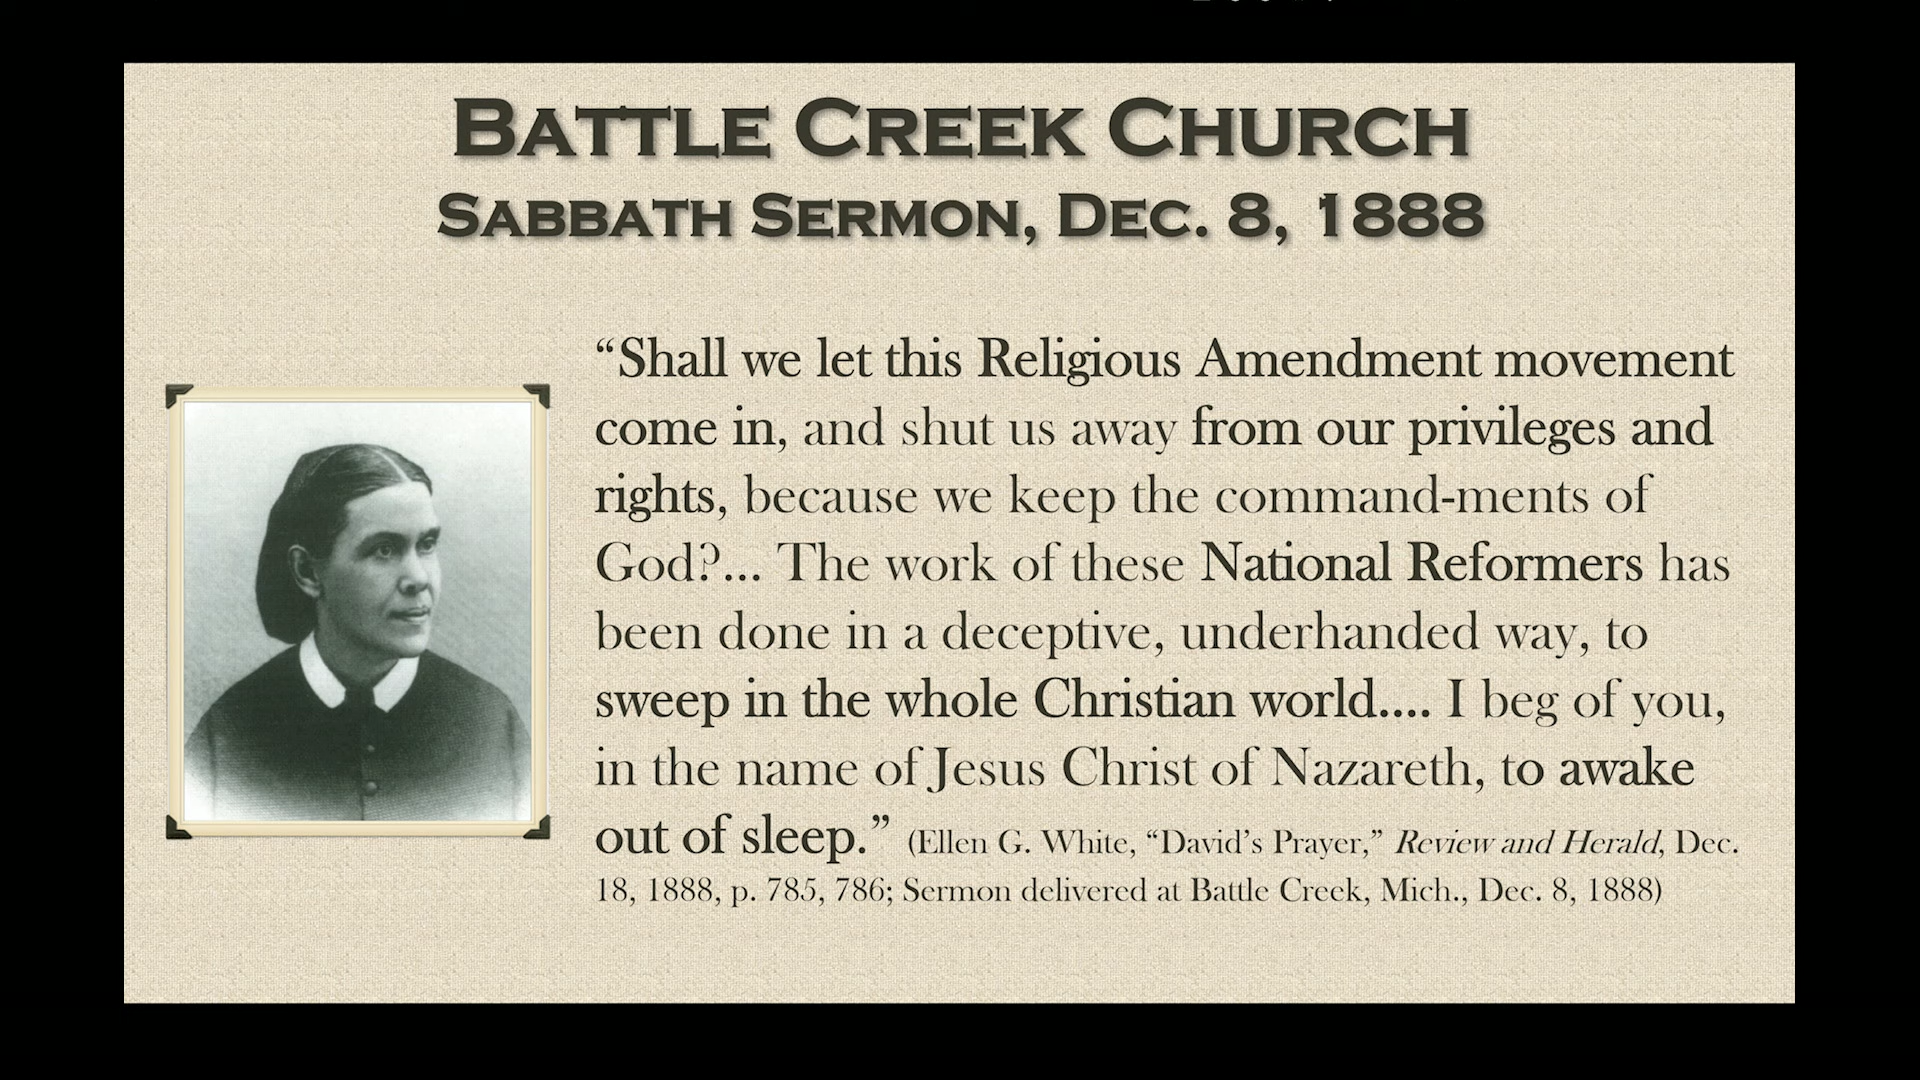 BATTLE CREEK CHURCH
SABBATH SERMON, DEC. 8, 1888
“Shall we let this Religious Amendment movement
come in, and shut us away from our privileges and
rights, because we keep the command-ments of
God?... The work of these National Reformers has
been done in a deceptive, underhanded way, to
sweep in the whole Christian world.... I beg of you,
in the name of Jesus Christ of Nazareth, to awake
out of sleep.” (Ellen G. White, “David’s Prayer,” Review and Herald, Dec.
18, 1888, p. 785, 786; Sermon delivered at Battle Creek, Mich., Dec. 8, 1888)